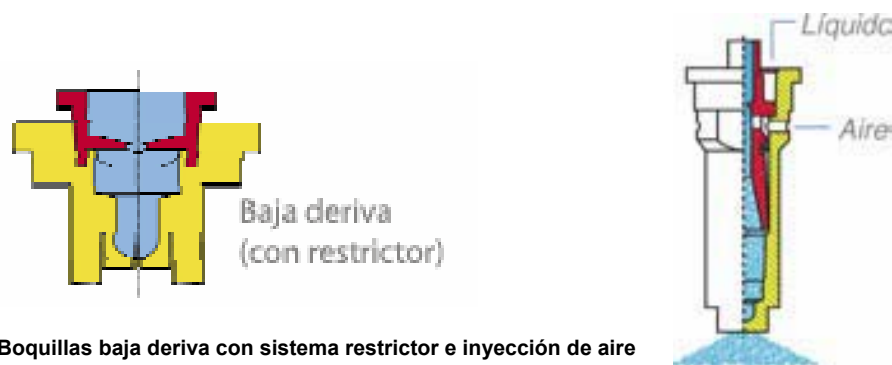 Líquido
Aire
Baja deriva
(con restrictor)
Boquillas baja deriva con sistema restrictor e inyección de aire